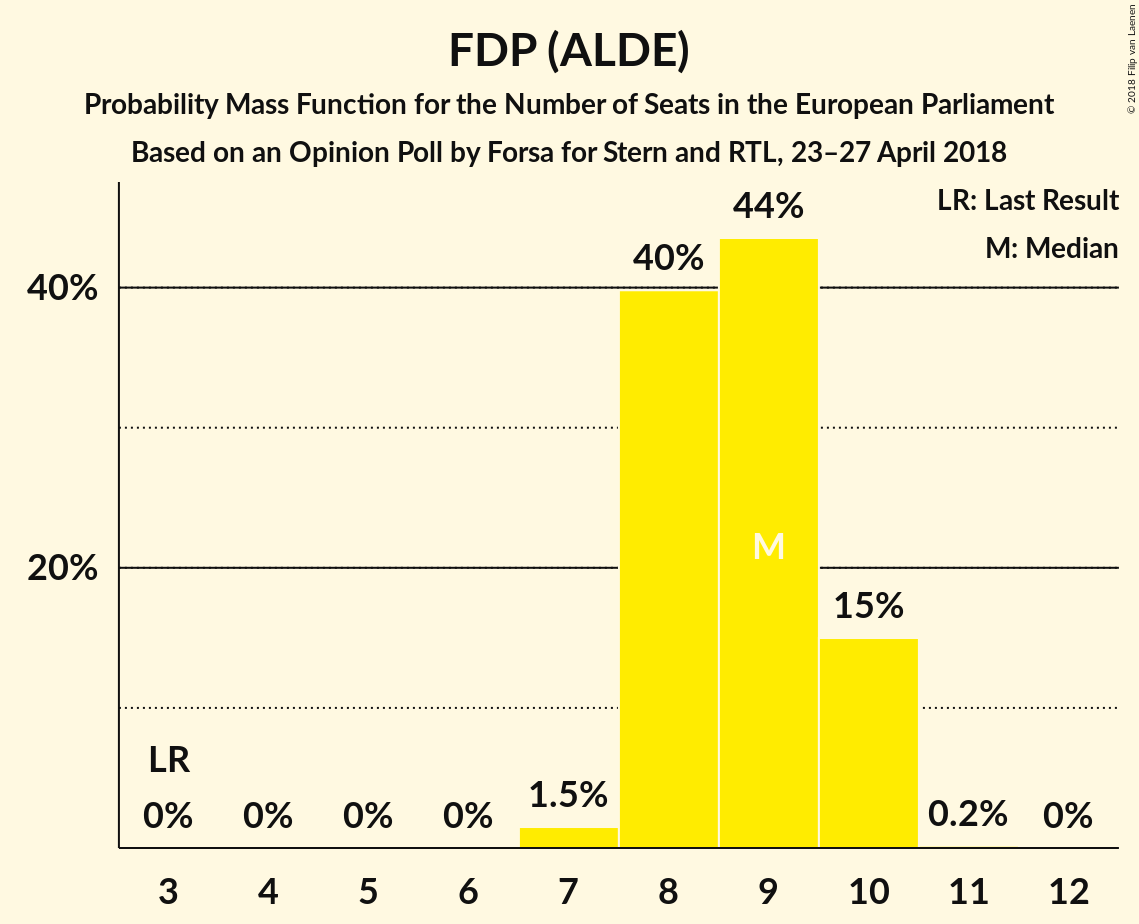 FDP (ALDE)
Probability Mass Function for the Number of Seats in the European Parliament
Based on an Opinion Poll by Forsa for Stern and RTL, 23–27 April 2018
© 2018 Filip van Laenen
LR: Last Result
M: Median
44%
40%
40%
M
20%
15%
LR
0%
0%
0%
0%
1.5%
0.2%
0%
3
4
5
6
7
8
9
10
11
12